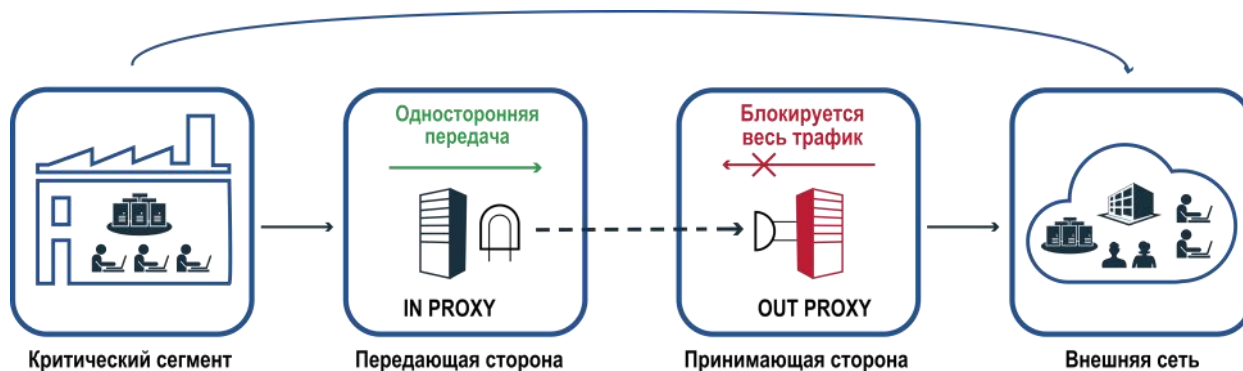 Односторонняя
передача
Блокируется
весь трафик
IN PROXY
OUT PROXY
Критический сегмент
Передающая сторона
Принимающая сторона
Внешняя сеть